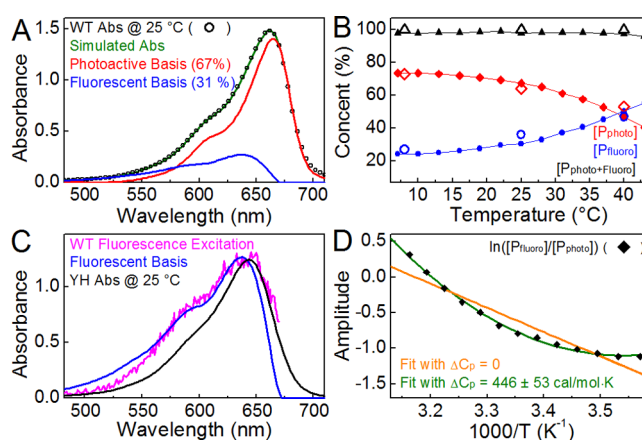 A
WT Abs @ 25 °C ( o )
Simulated Abs
Photoactive Basis (67%)
Fluorescent Basis (31 %)
Absorbance
1.5
1.0
0.5
0.0
500 550 600 650 700
Wavelength (nm)
B
Concent (%)
100
80
60
40
20
[Pphoto]
[Pfluoro]
[Pphoto+Fluoro]
10 20 30 40
Temperature (°C)
C
WT Fluorescence Excitation
Fluorescent Basis
YH Abs @ 25 °C
Absorbance
1.5
1.0
0.5
0.0
500 550 600 650 700
Wavelength (nm)
D
ln([Pfluoro]/[Pphoto]) ( ◆ )
Amplitude
0.5
0.0
-0.5
-1.0
-1.5
Fit with ΔCp = 0
Fit with ΔCp = 446 ± 53 cal/mol·K
3.2 3.3 3.4 3.5
1000/T (K⁻¹)